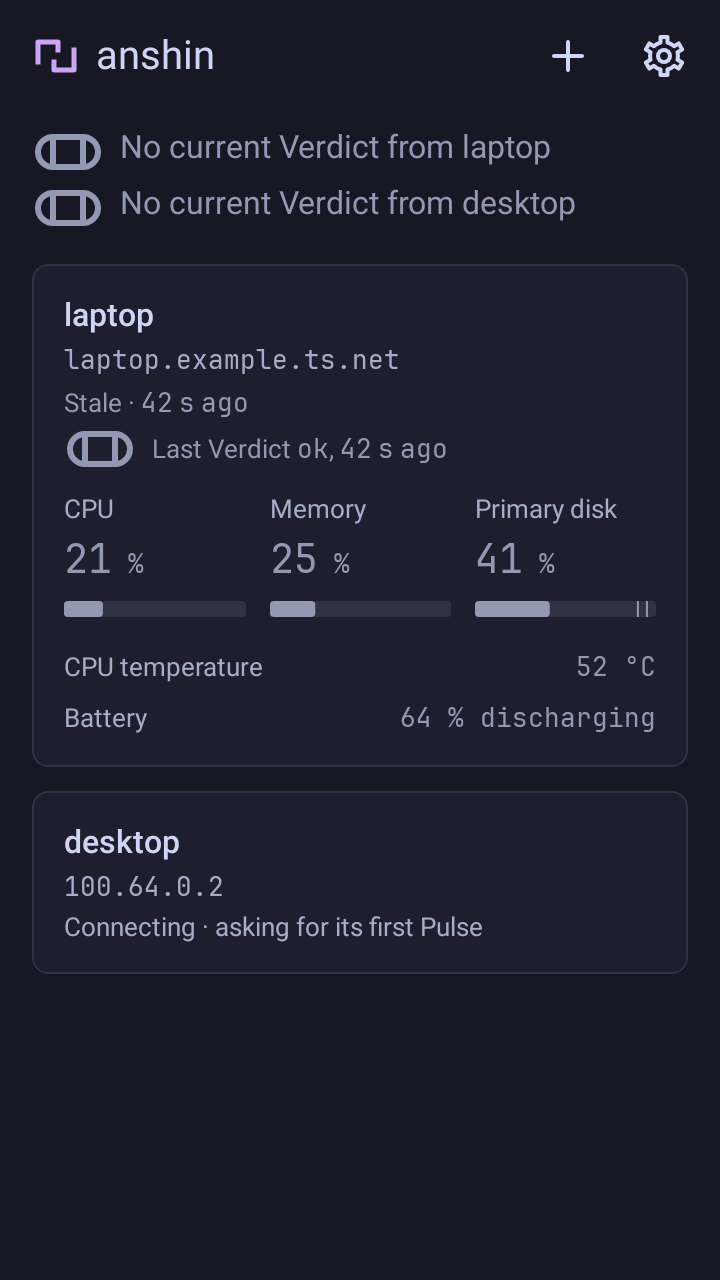 anshin
No current Verdict from laptop
No current Verdict from desktop
laptop
laptop.example.ts.net
Stale · 42 s ago
Last Verdict ok, 42 s ago
CPU Memory Primary disk
21 % 25 % 41 %
CPU temperature 52 °C
Battery 64 % discharging
desktop
100.64.0.2
Connecting · asking for its first Pulse